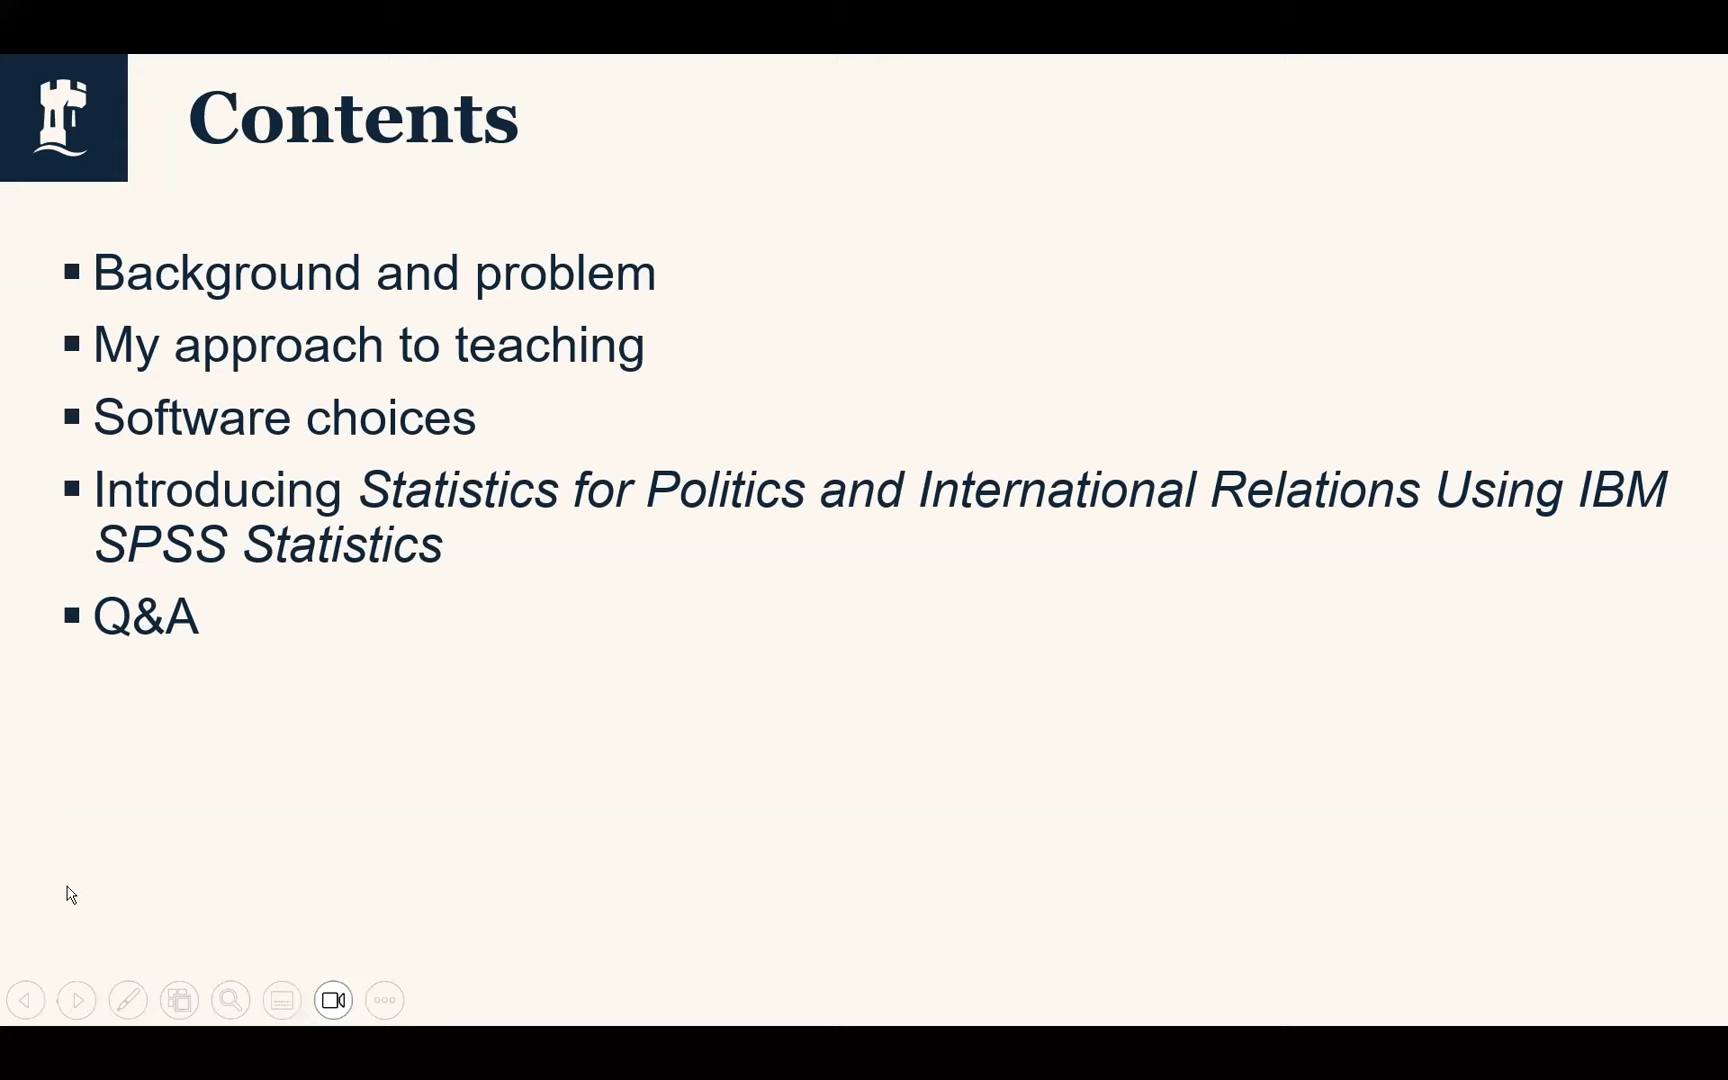 Contents
Background and problem
My approach to teaching
Software choices
Introducing Statistics for Politics and International Relations Using IBM
SPSS Statistics
Q&A